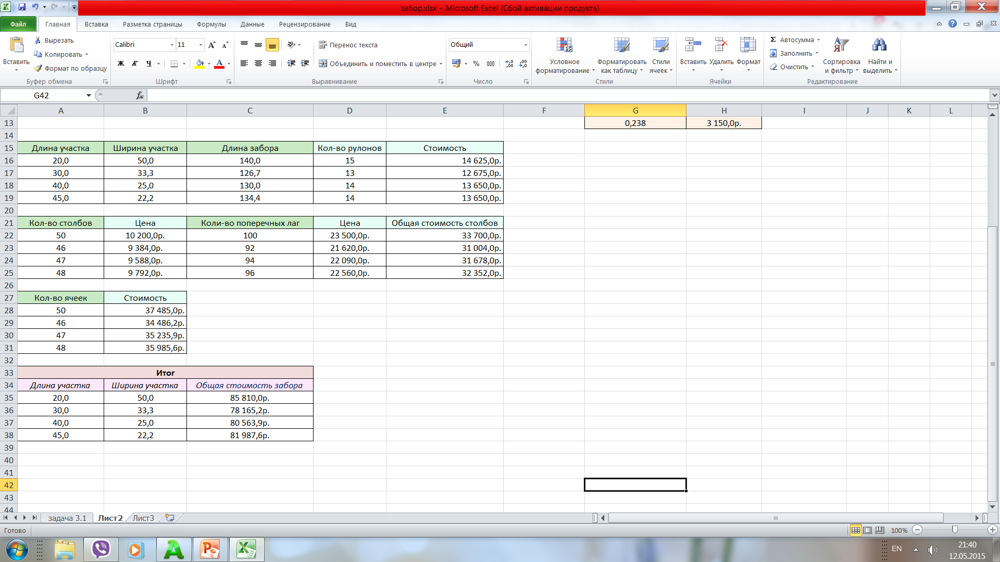 забор.xlsx - Microsoft Excel (Сбой активации продукта)
Файл Главная Вставка Разметка страницы Формулы Данные Рецензирование Вид
Вставить
Вырезать
Копировать
Формат по образцу
Буфер обмена
Calibri 11
Ж К Ч А
Шрифт
Перенос текста
Объединить и поместить в центре
Выравнивание
Общий
% 000
Число
Условное форматирование
Форматировать как таблицу
Стили ячеек
Стили
Вставить Удалить Формат
Ячейки
Σ Автосумма
Заполнить
Очистить
Сортировка и фильтр
Найти и выделить
Редактирование
G42 fx
A B C D E F G H I J K L
13 0,238 3 150,0р.
14
15 Длина участка Ширина участка Длина забора Кол-во рулонов Стоимость
16 20,0 50,0 140,0 15 14 625,0р.
17 30,0 33,3 126,7 13 12 675,0р.
18 40,0 25,0 130,0 14 13 650,0р.
19 45,0 22,2 134,4 14 13 650,0р.
20
21 Кол-во столбов Цена Коли-во поперечных лаг Цена Общая стоимость столбов
22 50 10 200,0р. 100 23 500,0р. 33 700,0р.
23 46 9 384,0р. 92 21 620,0р. 31 004,0р.
24 47 9 588,0р. 94 22 090,0р. 31 678,0р.
25 48 9 792,0р. 96 22 560,0р. 32 352,0р.
26
27 Кол-во ячеек Стоимость
28 50 37 485,0р.
29 46 34 486,2р.
30 47 35 235,9р.
31 48 35 985,6р.
32
33 Итог
34 Длина участка Ширина участка Общая стоимость забора
35 20,0 50,0 85 810,0р.
36 30,0 33,3 78 165,2р.
37 40,0 25,0 80 563,9р.
38 45,0 22,2 81 987,6р.
39
40
41
42
43
44
задача 3.1 Лист2 Лист3
Готово 100%
EN 21:40
12.05.2015